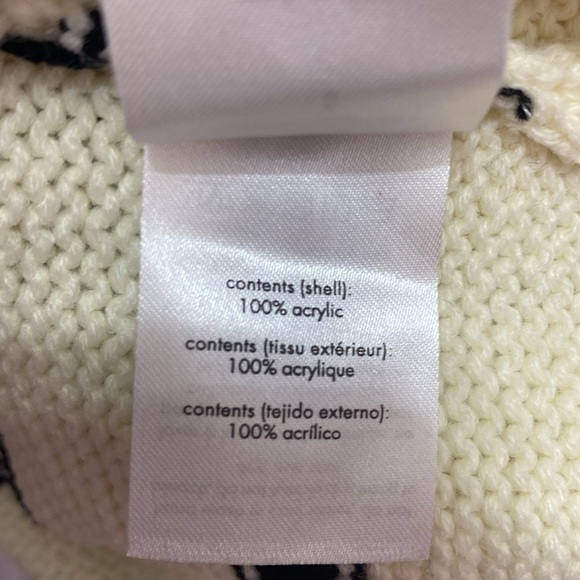 contents (shell):
100% acrylic
contents (tissu extérieur):
100% acrylique
contents (tejido externo):
100% acrílico